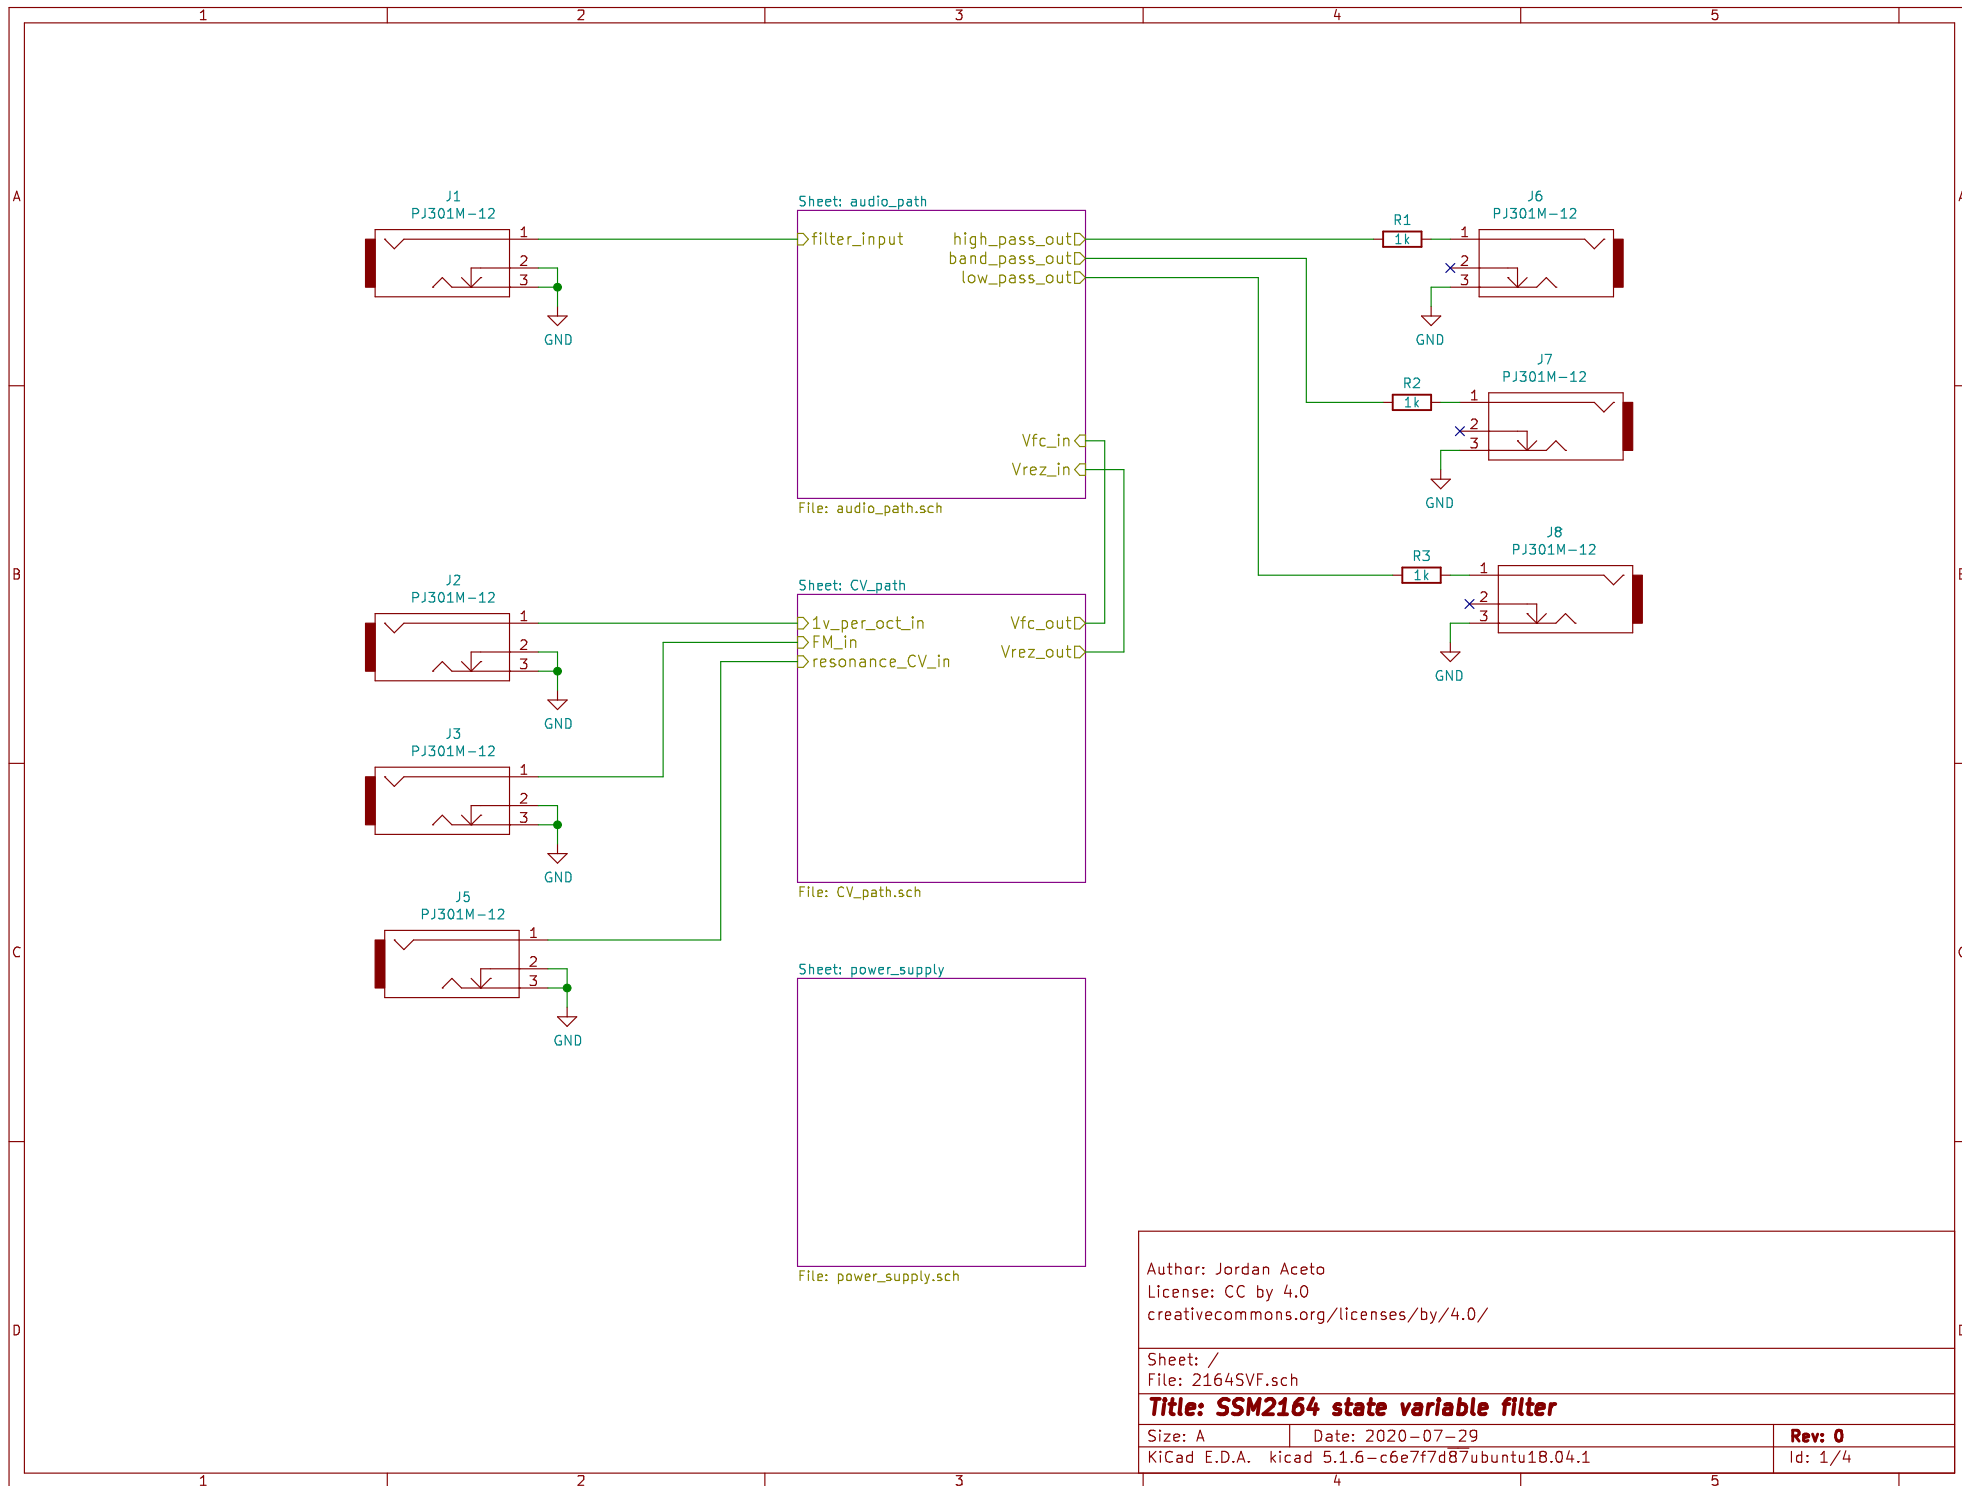 1 2 3 4 5
A
B
C
D
J1
PJ301M-12
1
2
3
GND
Sheet: audio_path
filter_input
high_pass_out
band_pass_out
low_pass_out
Vfc_in
Vrez_in
File: audio_path.sch
R1
1k
J6
PJ301M-12
1
2
3
GND
R2
1k
J7
PJ301M-12
1
2
3
GND
R3
1k
J8
PJ301M-12
1
2
3
GND
J2
PJ301M-12
1
2
3
GND
Sheet: CV_path
1v_per_oct_in
FM_in
resonance_CV_in
Vfc_out
Vrez_out
File: CV_path.sch
J3
PJ301M-12
1
2
3
GND
J5
PJ301M-12
1
2
3
GND
Sheet: power_supply
File: power_supply.sch
Author: Jordan Aceto
License: CC by 4.0
creativecommons.org/licenses/by/4.0/
Sheet: /
File: 2164SVF.sch
Title: SSM2164 state variable filter
Size: A Date: 2020-07-29 Rev: 0
KiCad E.D.A. kicad 5.1.6-c6e7f7d87ubuntu18.04.1 Id: 1/4
1 2 3 4 5